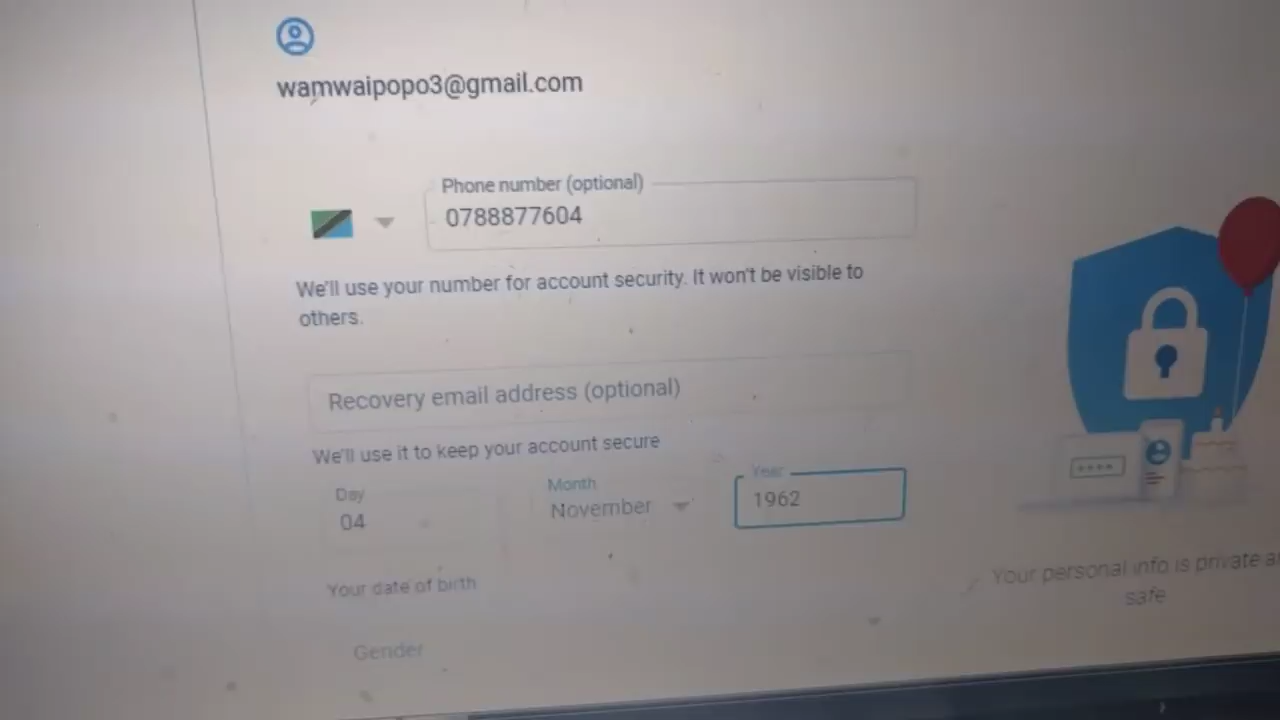 wamwaipopo3@gmail.com
Phone number (optional)
0788877604
We'll use your number for account security. It won't be visible to
others.
Recovery email address (optional)
We'll use it to keep your account secure
Day
04
Month
November
Year
1962
Your date of birth
Gender
Your personal info is private
safe